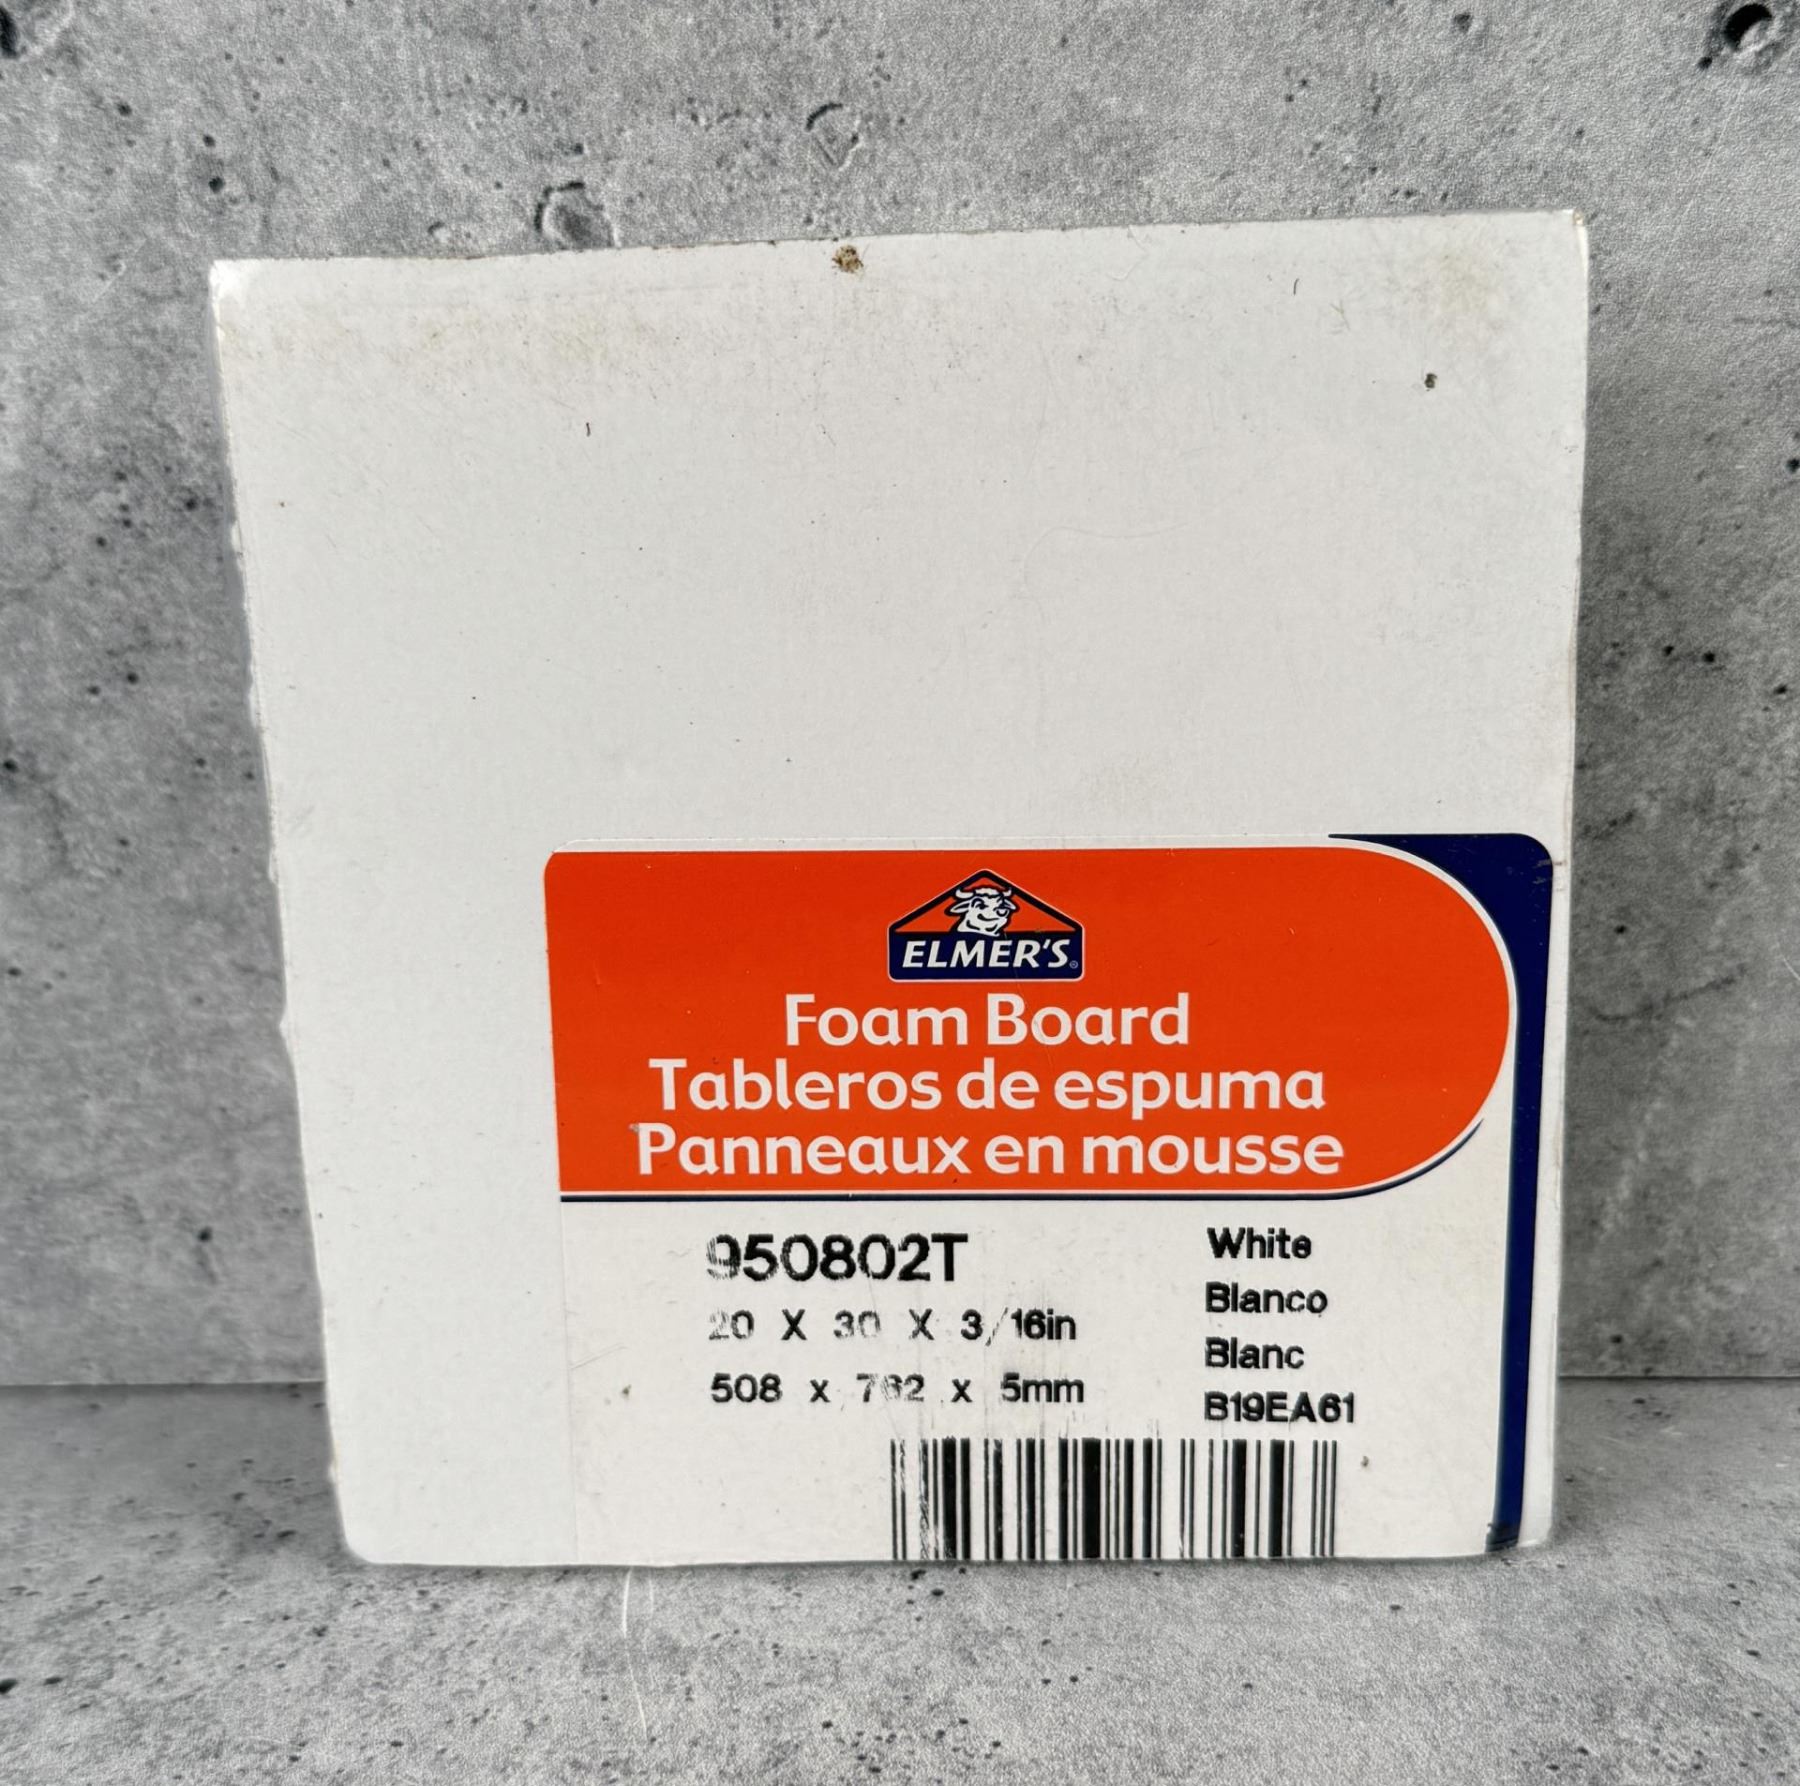 ELMER'S®
Foam Board
Tableros de espuma
Panneaux en mousse
950802T
20 X 30 X 3/16in
508 x 762 x 5mm
White
Blanco
Blanc
B19EA61